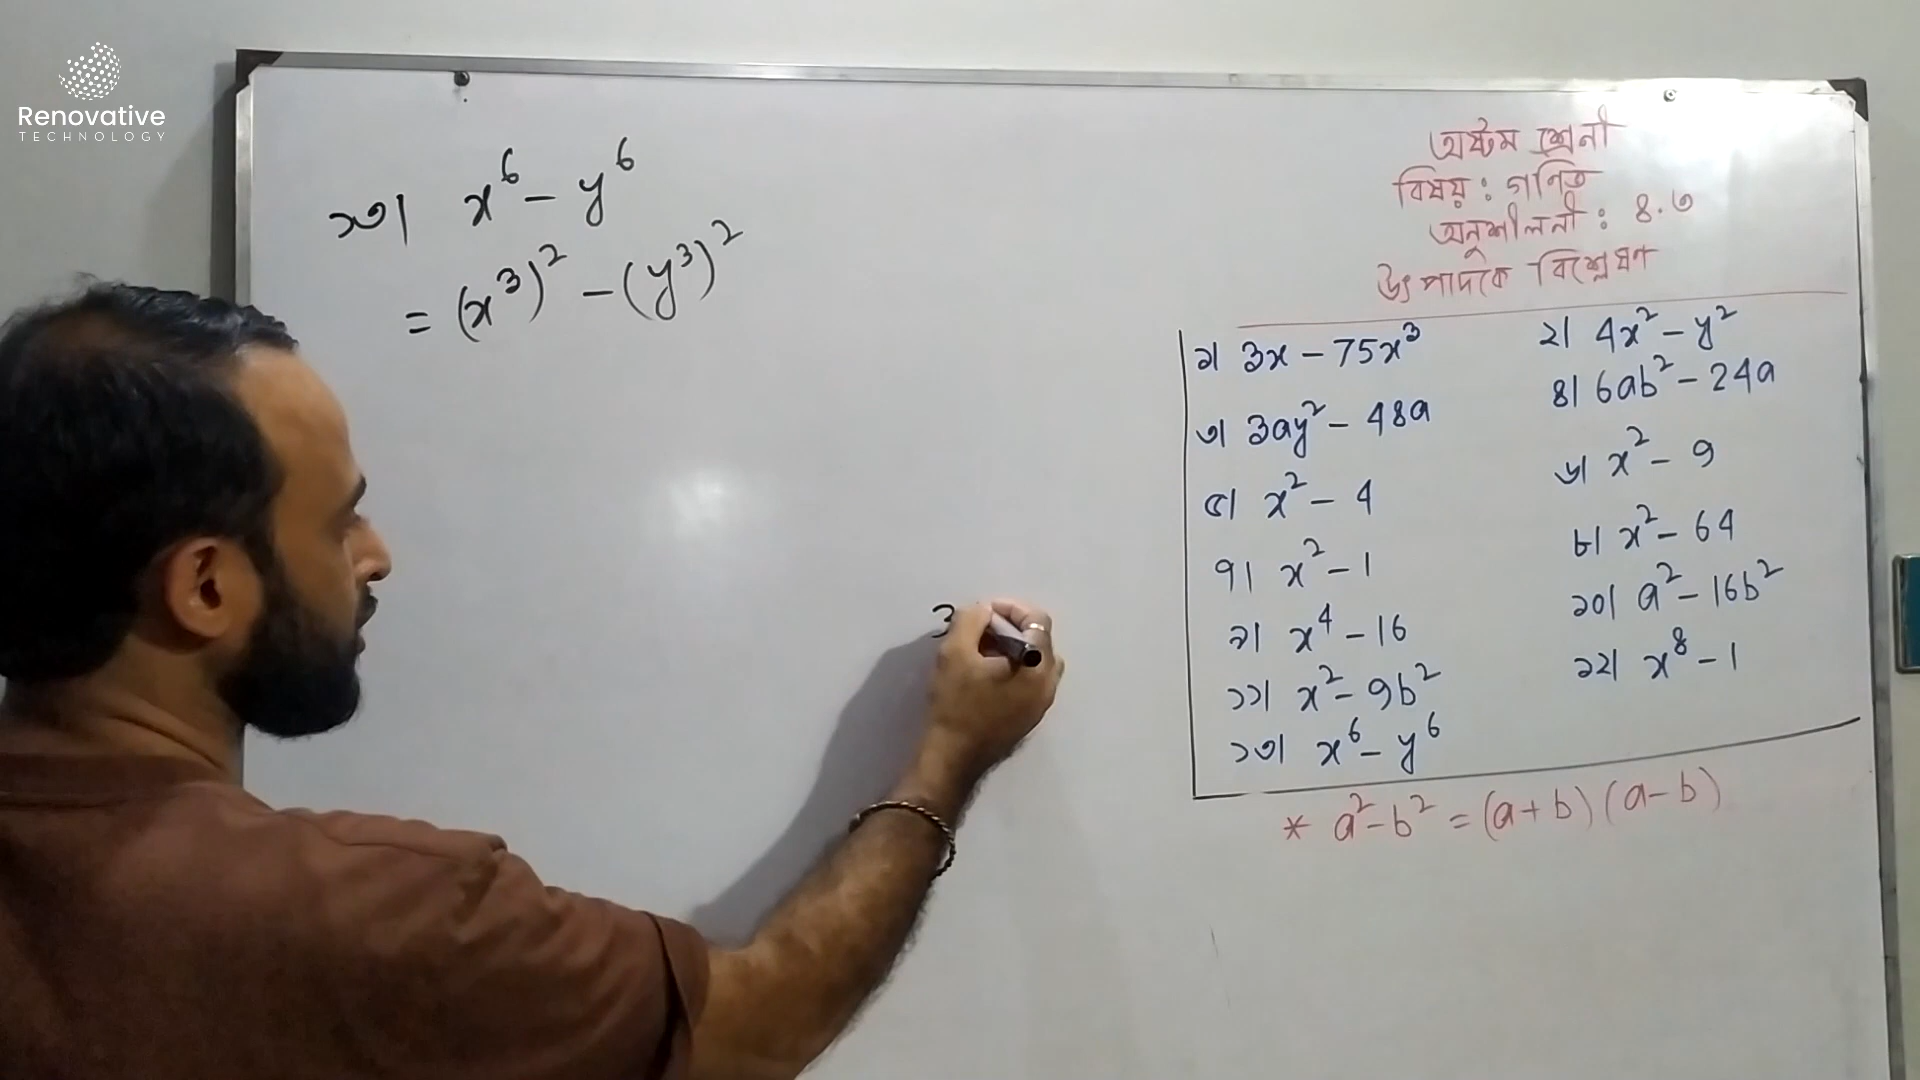 Renovative
TECHNOLOGY
১৩। x⁶ - y⁶
= (x³)² - (y³)²
3
অষ্টম শ্রেনী
বিষয় : গনিত
অনুশীলনী : ৪.৩
উৎপাদকে বিশ্লেষণ
১। 3x - 75x³
২। 4x² - y²
৩। 3ay² - 48a
৪। 6ab² - 24a
৫। x² - 4
৬। x² - 9
৭। x² - 1
৮। x² - 64
৯। x⁴ - 16
১০। a² - 16b²
১১। x² - 9b²
১২। x⁸ - 1
১৩। x⁶ - y⁶
* a² - b² = (a + b) (a - b)